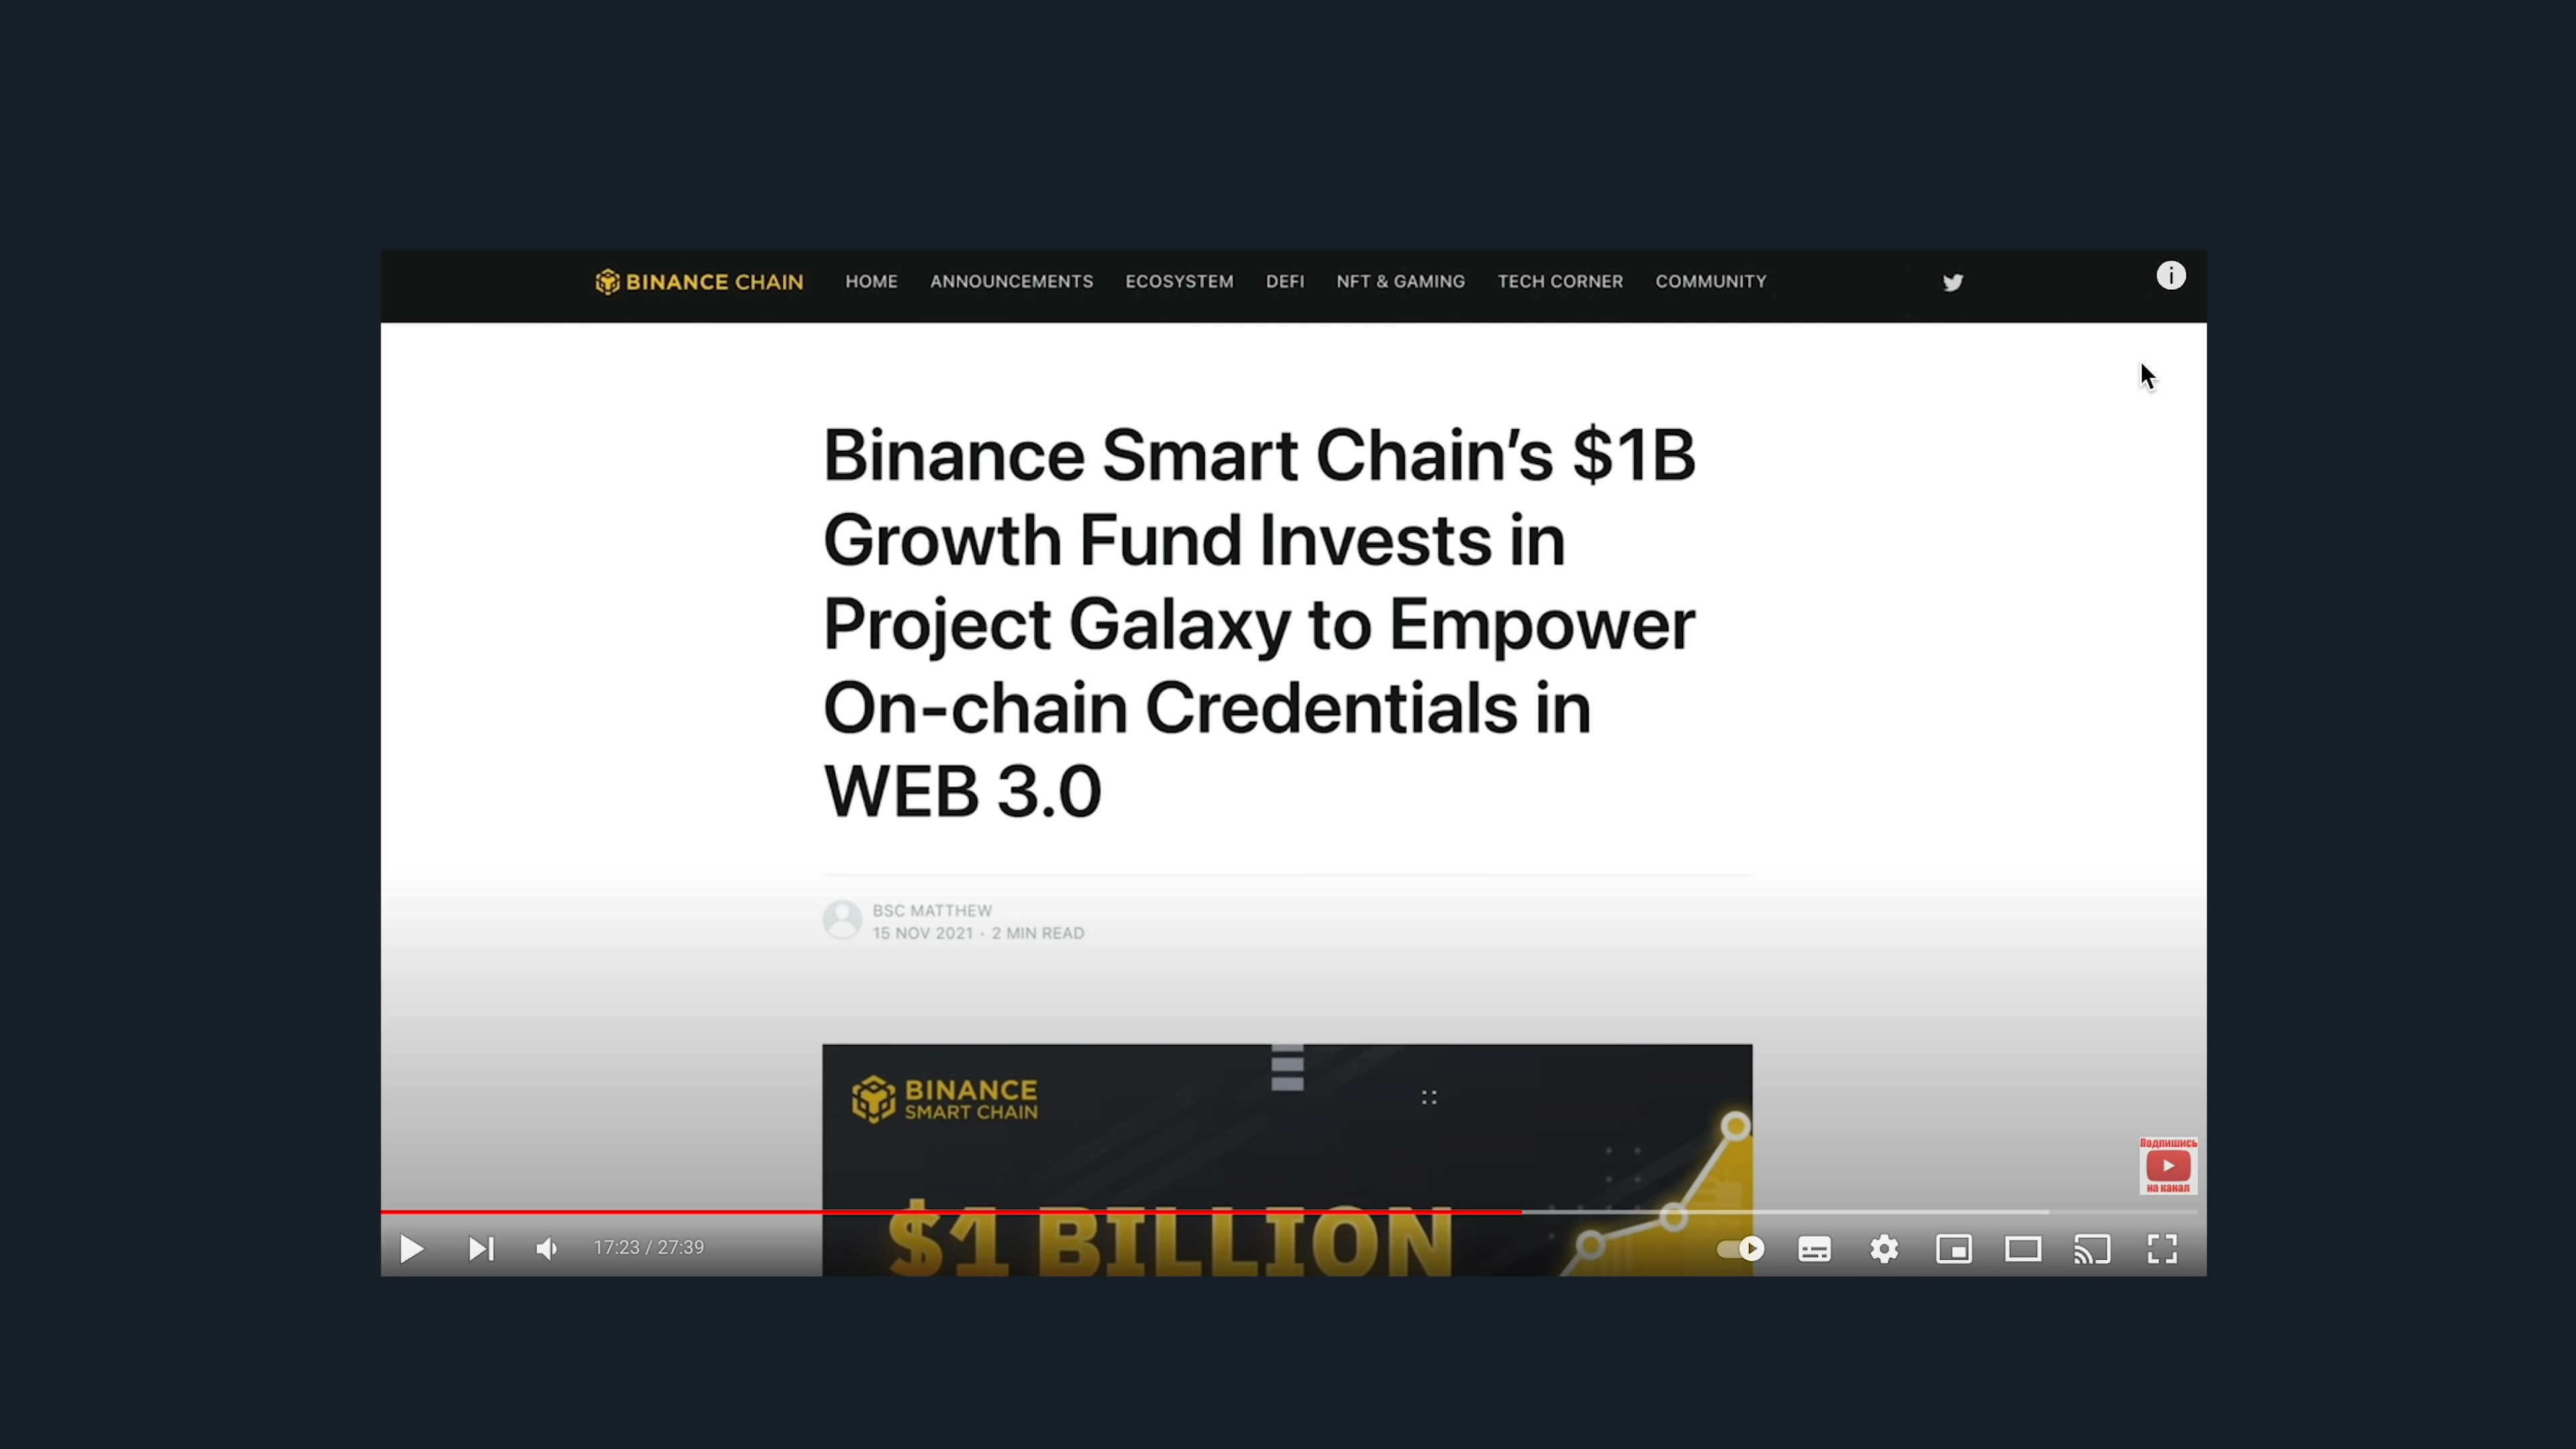 BINANCE CHAIN HOME ANNOUNCEMENTS ECOSYSTEM DEFI NFT & GAMING TECH CORNER COMMUNITY
Binance Smart Chain’s $1B
Growth Fund Invests in
Project Galaxy to Empower
On-chain Credentials in
WEB 3.0
BSC MATTHEW
15 NOV 2021 • 2 MIN READ
BINANCE
SMART CHAIN
$1 BILLION
Подпишись
на канал
17:23 / 27:39